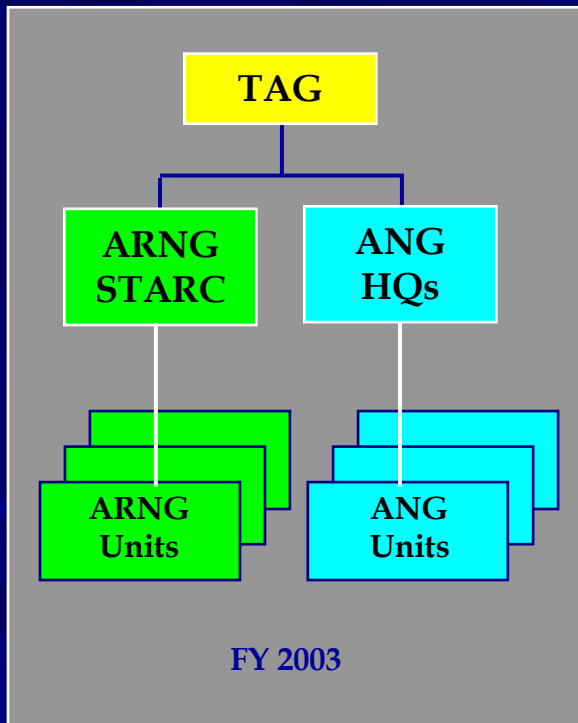 TAG
ARNG
STARC
ANG
HQs
ARNG
Units
ANG
Units
FY 2003